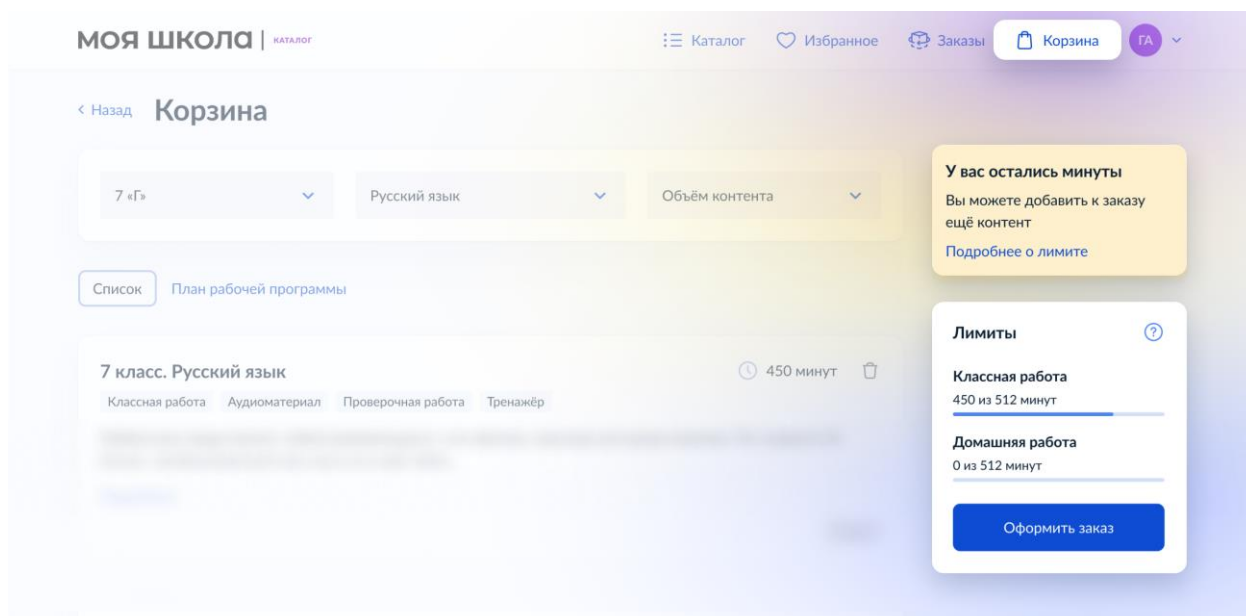 МОЯ ШКОЛА | КАТАЛОГ
Каталог
Избранное
Заказы
Корзина
ГА
Назад
Корзина
7 «Г»
Русский язык
Объём контента
У вас остались минуты
Вы можете добавить к заказу
ещё контент
Подробнее о лимите
Список
План рабочей программы
7 класс. Русский язык
450 минут
Классная работа
Аудиоматериал
Проверочная работа
Тренажёр
Лимиты
?
Классная работа
450 из 512 минут
Домашняя работа
0 из 512 минут
Оформить заказ